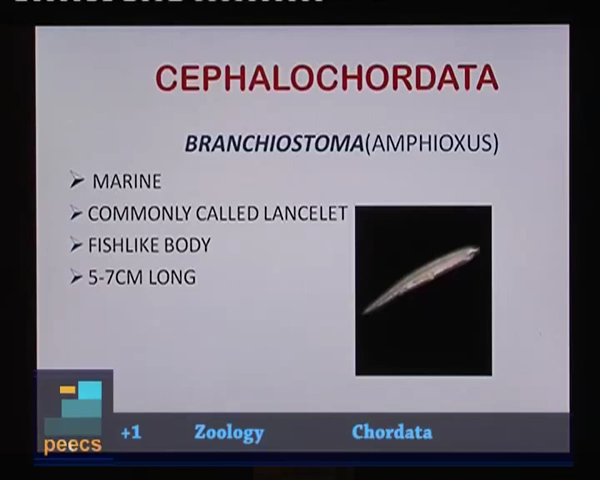 CEPHALOCHORDATA
BRANCHIOSTOMA(AMPHIOXUS)
MARINE
COMMONLY CALLED LANCELET
FISHLIKE BODY
5-7CM LONG
peecs
+1 Zoology Chordata